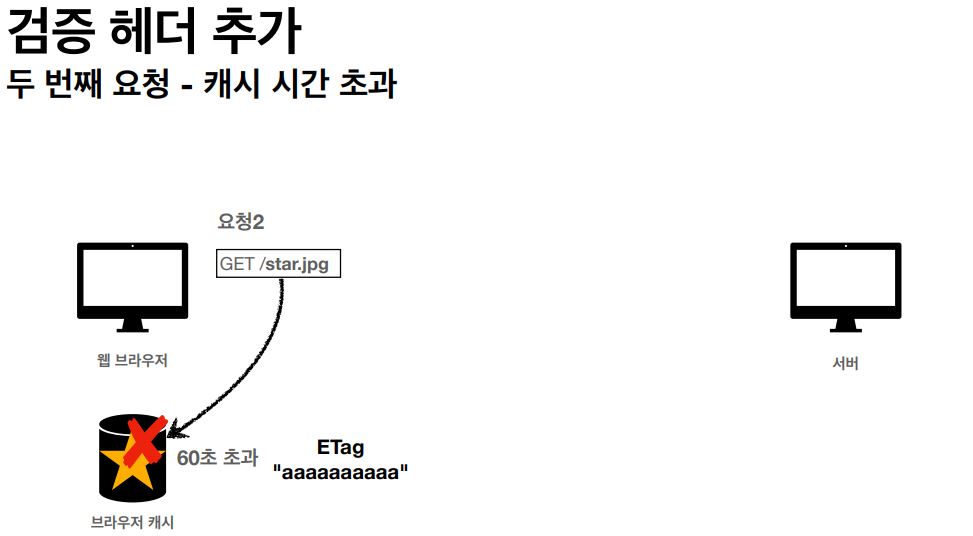 검증 헤더 추가
두 번째 요청 - 캐시 시간 초과
요청2
GET /star.jpg
웹 브라우저
서버
60초 초과
ETag
"aaaaaaaaaa"
브라우저 캐시